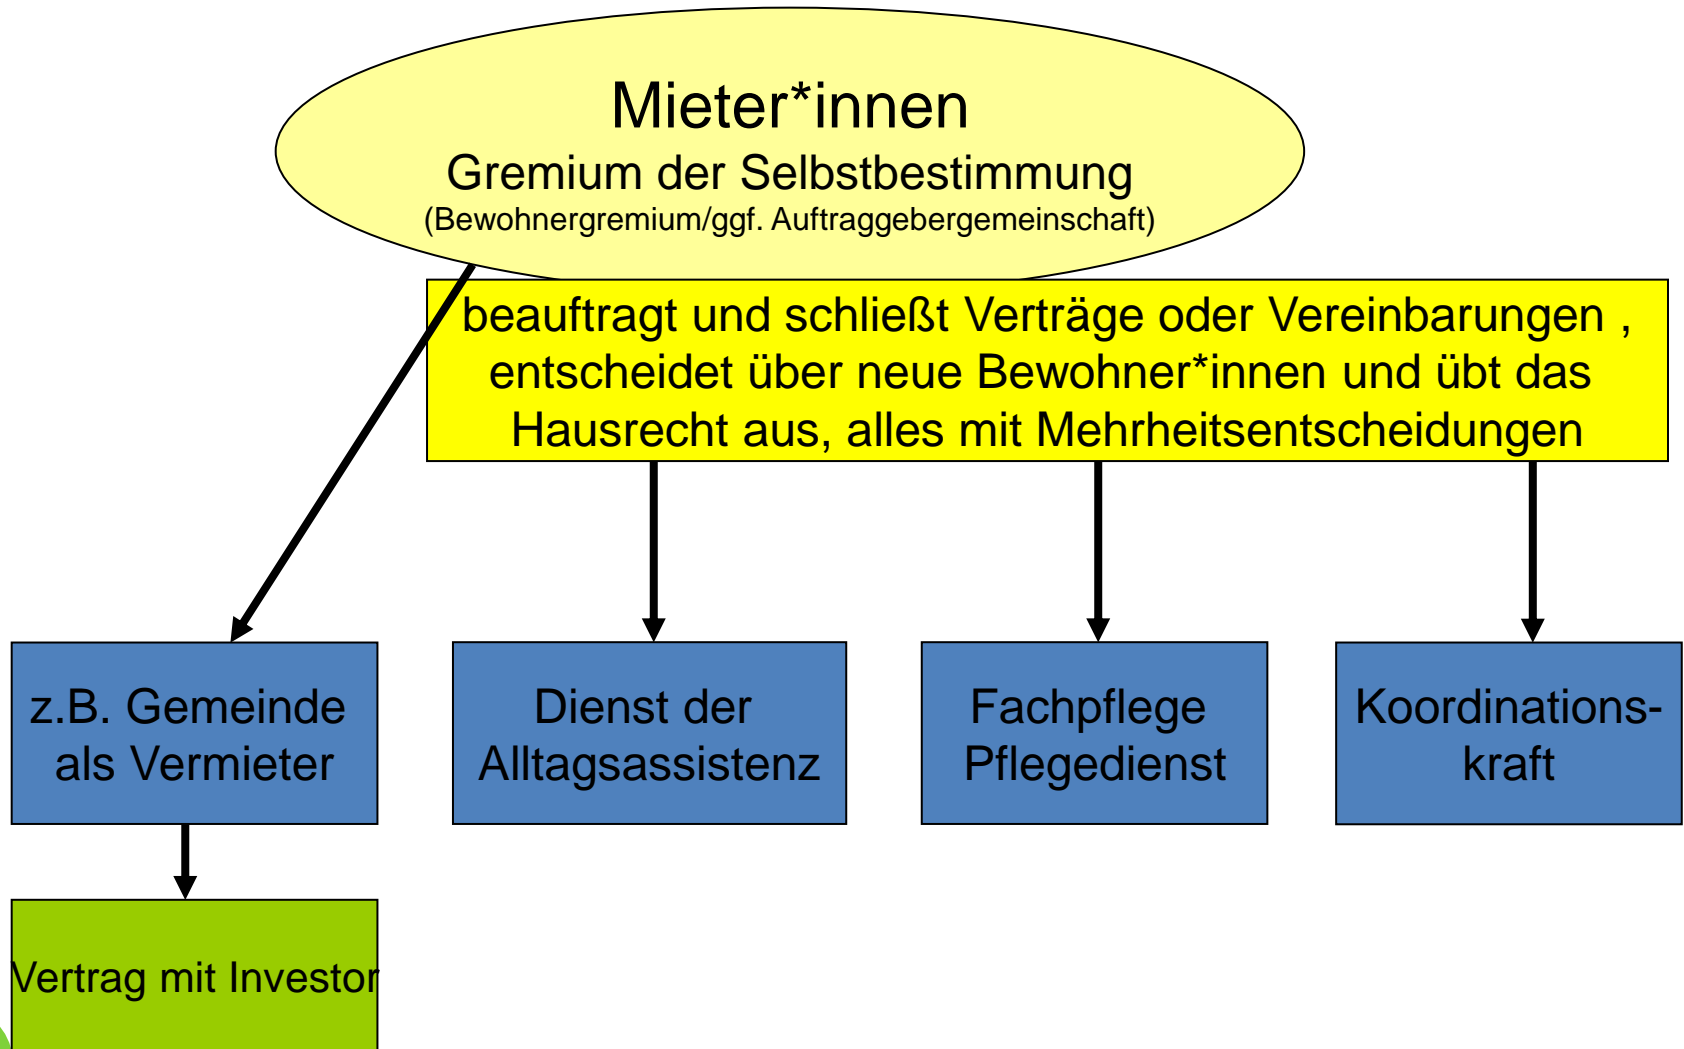 Mieter*innen
Gremium der Selbstbestimmung
(Bewohnergremium/ggf. Auftraggebergemeinschaft)
beauftragt und schließt Verträge oder Vereinbarungen ,
entscheidet über neue Bewohner*innen und übt das
Hausrecht aus, alles mit Mehrheitsentscheidungen
z.B. Gemeinde
als Vermieter
Dienst der
Alltagsassistenz
Fachpflege
Pflegedienst
Koordinations-
kraft
Vertrag mit Investor